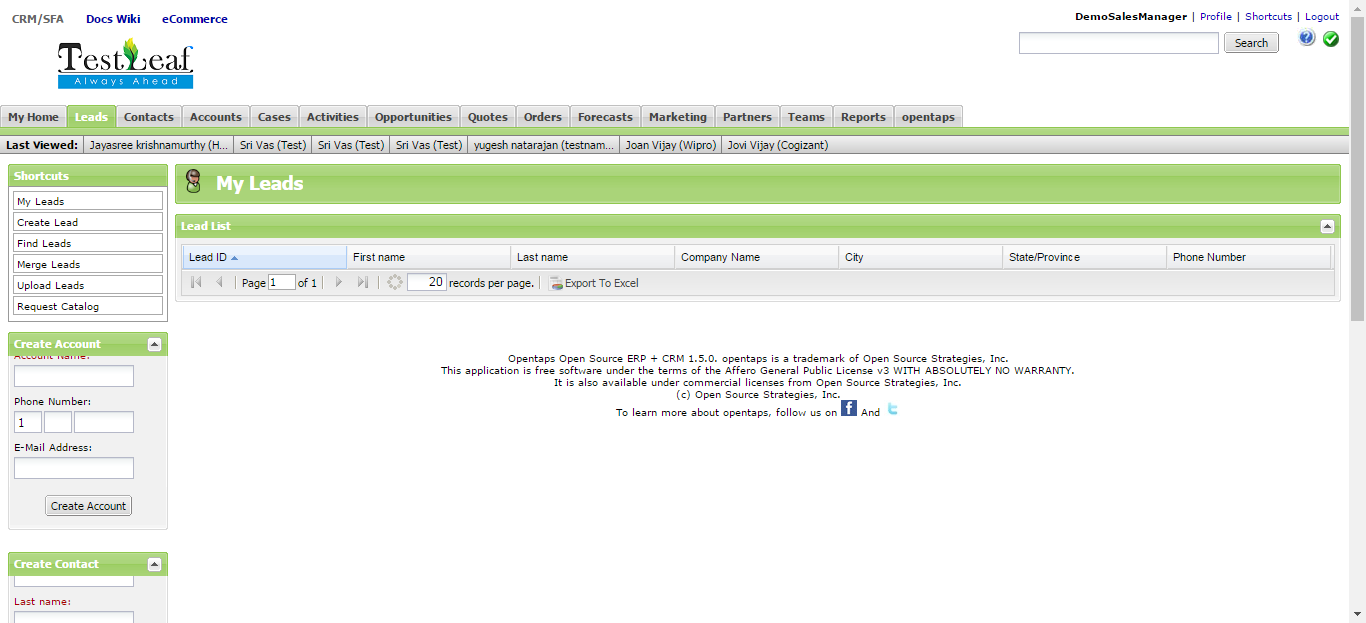 CRM/SFA Docs Wiki eCommerce
DemoSalesManager | Profile | Shortcuts | Logout
TestLeaf
Always Ahead
Search
My Home Leads Contacts Accounts Cases Activities Opportunities Quotes Orders Forecasts Marketing Partners Teams Reports opentaps
Last Viewed: Jayasree krishnamurthy (H... Sri Vas (Test) Sri Vas (Test) Sri Vas (Test) yugesh natarajan (testnam... Joan Vijay (Wipro) Jovi Vijay (Cogizant)
Shortcuts
My Leads
Create Lead
Find Leads
Merge Leads
Upload Leads
Request Catalog
Create Account
Account Name:
Phone Number:
1
E-Mail Address:
Create Account
Create Contact
Last name:
My Leads
Lead List
Lead ID First name Last name Company Name City State/Province Phone Number
Page 1 of 1 20 records per page. Export To Excel
Opentaps Open Source ERP + CRM 1.5.0. opentaps is a trademark of Open Source Strategies, Inc.
This application is free software under the terms of the Affero General Public License v3 WITH ABSOLUTELY NO WARRANTY.
It is also available under commercial licenses from Open Source Strategies, Inc.
(c) Open Source Strategies, Inc.
To learn more about opentaps, follow us on f And t